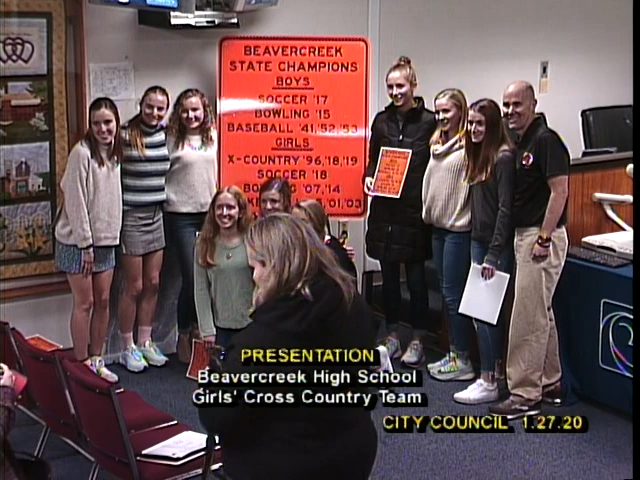 BEAVERCREEK
STATE CHAMPIONS
BOYS
SOCCER '17
BOWLING '15
BASEBALL '41,'52,'53
GIRLS
X-COUNTRY '96,'18,'19
SOCCER '18
BOWLING '07,'14
'01,'03
PRESENTATION
Beavercreek High School
Girls' Cross Country Team
CITY COUNCIL 1.27.20